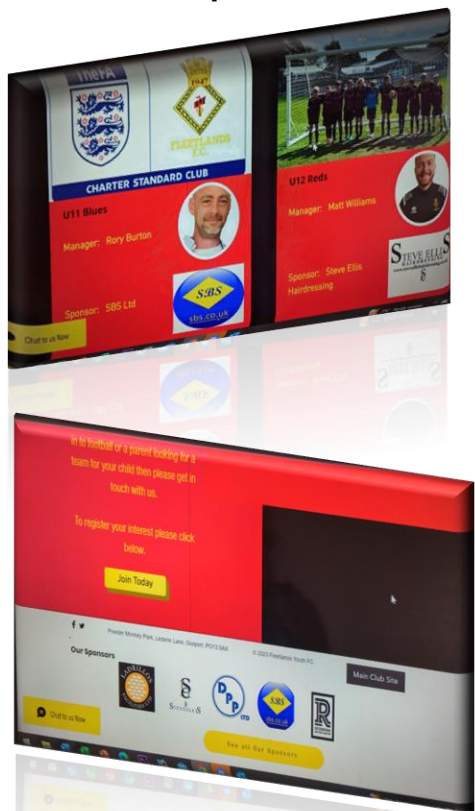 TheFA
1947
FLEETLANDS
F.C.
CHARTER STANDARD CLUB
U11 Blues
Manager: Rory Burton
Sponsor: SBS Ltd
SBS
sbs.co.uk
Chat to us Now
U12 Reds
Manager: Matt Williams
Sponsor: Steve Ellis
Hairdressing
STEVE ELLIS
HAIRDRESSING
in to football or a parent looking for a
team for your child then please get in
touch with us.
To register your interest please click
below.
Join Today
Powder Monkey Park, Lederle Lane, Gosport, PO13 0AA
© 2023 Fleetlands Youth FC
Main Club Site
Our Sponsors
DPP
LTD
SBS
sbs.co.uk
R
See all Our Sponsors
Chat to us Now